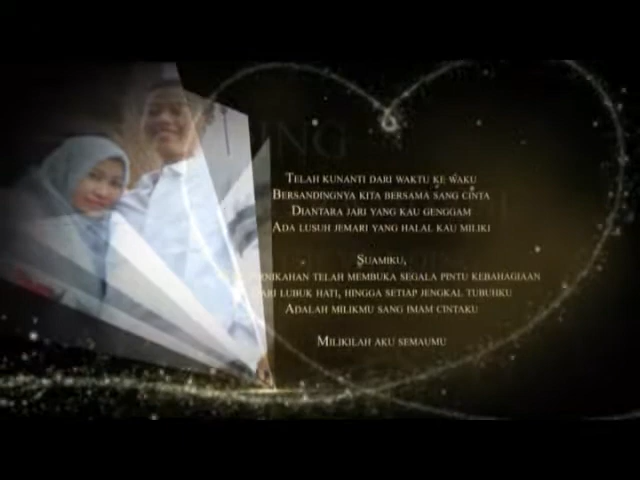 Telah kunanti dari waktu ke waku
Bersandingnya kita bersama sang cinta
Diantara jari yang kau genggam
Ada lusuh jemari yang halal kau miliki
Suamiku,
telah membuka segala pintu kebahagiaan
lubuk hati, hingga setiap jengkal tubuhku
Adalah milikmu sang imam cintaku
Milikilah aku semaumu